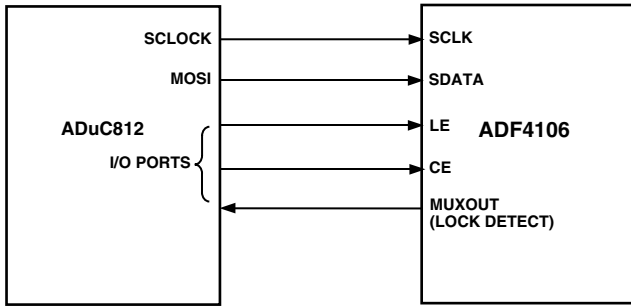 SCLOCK
MOSI
ADuC812
I/O PORTS
SCLK
SDATA
LE
ADF4106
CE
MUXOUT
(LOCK DETECT)